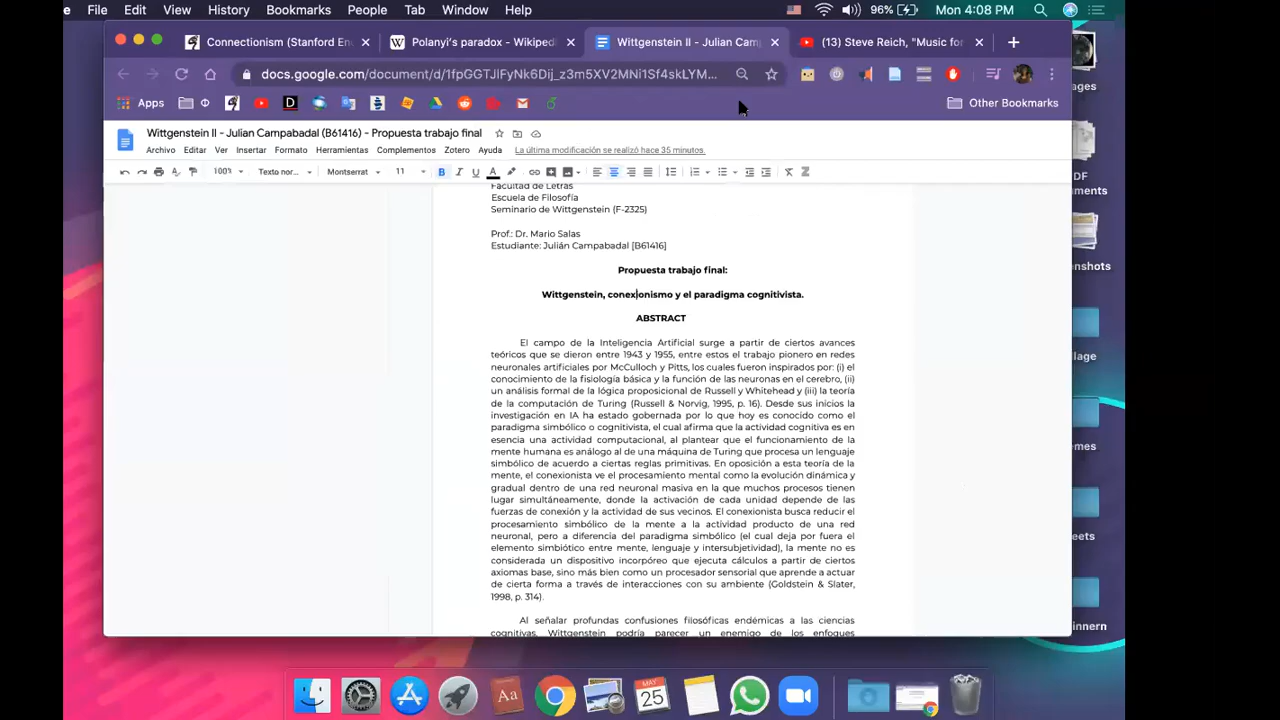 File Edit View History Bookmarks People Tab Window Help 96% Mon 4:08 PM
Connectionism (Stanford En Polanyi's paradox - Wikiped Wittgenstein II - Julian Camp (13) Steve Reich, "Music for
docs.google.com/document/d/1fpGGTJiFyNk6Dij_z3m5XV2MNi1Sf4skLYM...
Apps Φ D Other Bookmarks
Wittgenstein II - Julian Campabadal (B61416) - Propuesta trabajo final
Archivo Editar Ver Insertar Formato Herramientas Complementos Zotero Ayuda La última modificación se realizó hace 35 minutos.
100% Texto nor... Montserrat 11 B I U A Z
Facultad de Letras
Escuela de Filosofía
Seminario de Wittgenstein (F-2325)
Prof.: Dr. Mario Salas
Estudiante: Julián Campabadal [B61416]
Propuesta trabajo final:
Wittgenstein, conexionismo y el paradigma cognitivista.
ABSTRACT
El campo de la Inteligencia Artificial surge a partir de ciertos avances
teóricos que se dieron entre 1943 y 1955, entre estos el trabajo pionero en redes
neuronales artificiales por McCulloch y Pitts, los cuales fueron inspirados por: (i) el
conocimiento de la fisiología básica y la función de las neuronas en el cerebro, (ii)
un análisis formal de la lógica proposicional de Russell y Whitehead y (iii) la teoría
de la computación de Turing (Russell & Norvig, 1995, p. 16). Desde sus inicios la
investigación en IA ha estado gobernada por lo que hoy es conocido como el
paradigma simbólico o cognitivista, el cual afirma que la actividad cognitiva es en
esencia una actividad computacional, al plantear que el funcionamiento de la
mente humana es análogo al de una máquina de Turing que procesa un lenguaje
simbólico de acuerdo a ciertas reglas primitivas. En oposición a esta teoría de la
mente, el conexionista ve el procesamiento mental como la evolución dinámica y
gradual dentro de una red neuronal masiva en la que muchos procesos tienen
lugar simultáneamente, donde la activación de cada unidad depende de las
fuerzas de conexión y la actividad de sus vecinos. El conexionista busca reducir el
procesamiento simbólico de la mente a la actividad producto de una red
neuronal, pero a diferencia del paradigma simbólico (el cual deja por fuera el
elemento simbiótico entre mente, lenguaje y intersubjetividad), la mente no es
considerada un dispositivo incorpóreo que ejecuta cálculos a partir de ciertos
axiomas base, sino más bien como un procesador sensorial que aprende a actuar
de cierta forma a través de interacciones con su ambiente (Goldstein & Slater,
1998, p. 314).
Al señalar profundas confusiones filosóficas endémicas a las ciencias
cognitivas, Wittgenstein podría parecer un enemigo de los enfoques
ages
DF
ments
nshots
llage
emes
eets
innern
Aa
MAY
25